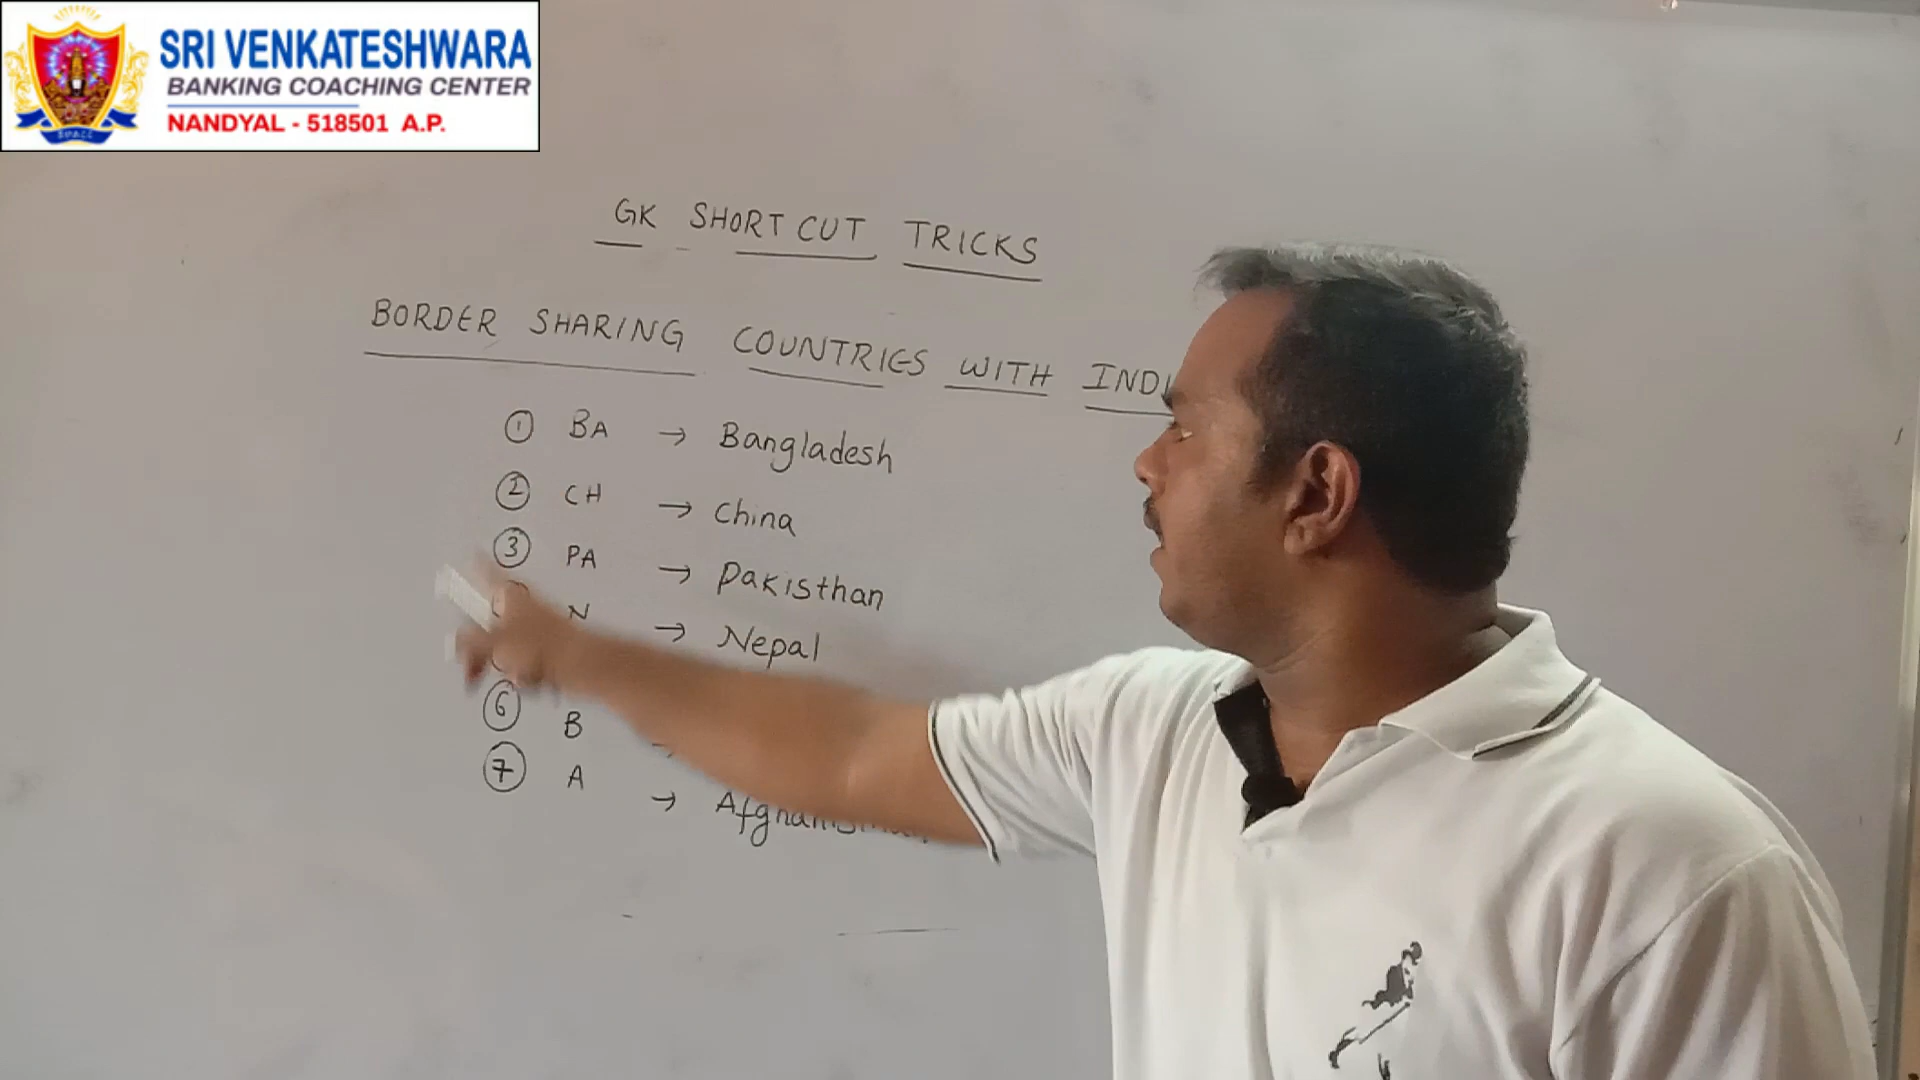 SRI VENKATESHWARA
BANKING COACHING CENTER
NANDYAL - 518501 A.P.
GK SHORT CUT TRICKS
BORDER SHARING COUNTRIES WITH
① BA → Bangladesh
② CH → China
③ PA → Pakisthan
N → Nepal
⑥ B
⑦ A →